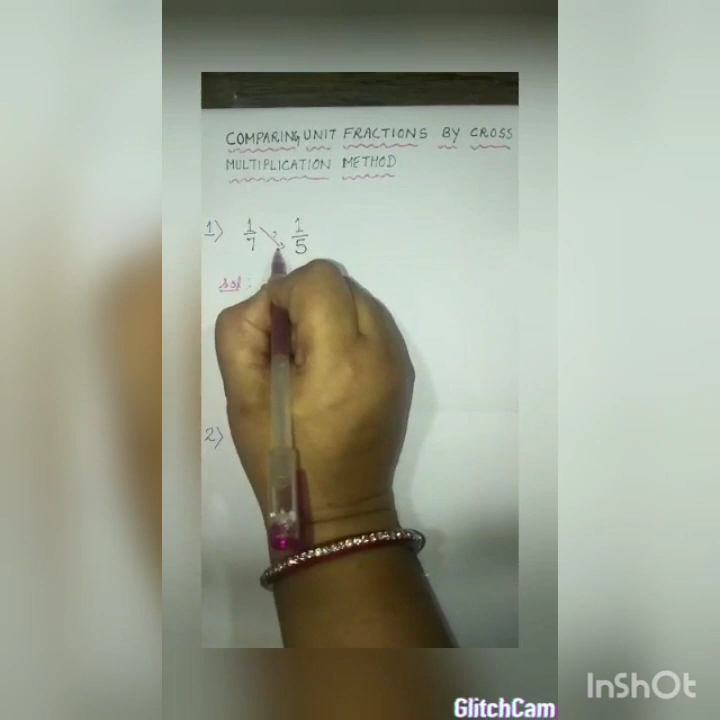 COMPARING UNIT FRACTIONS BY CROSS
MULTIPLICATION METHOD
1) 1/7 1/5
sol:
2)
InShOt
GlitchCam